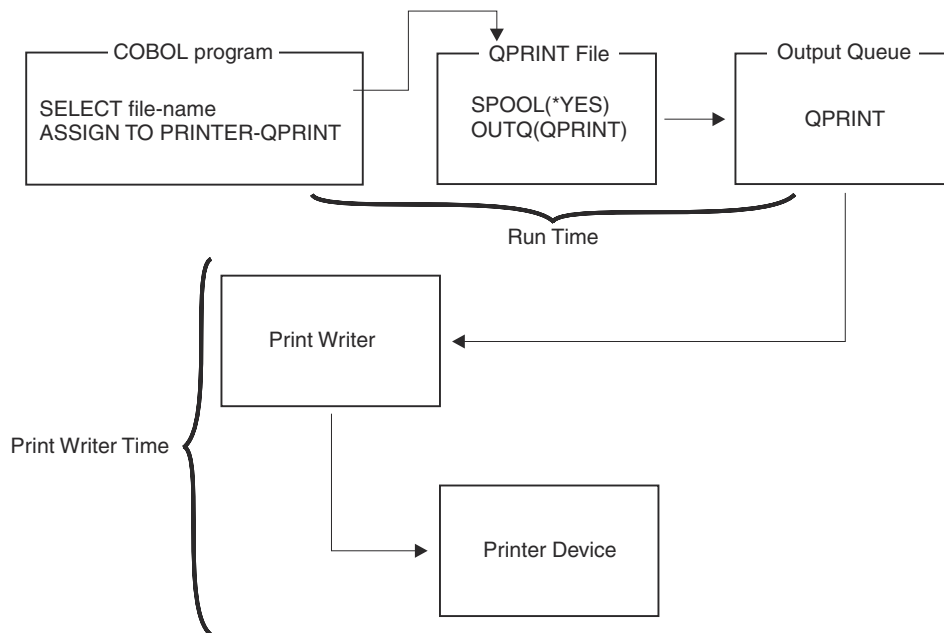 COBOL program
SELECT file-name
ASSIGN TO PRINTER-QPRINT
QPRINT File
SPOOL(*YES)
OUTQ(QPRINT)
Output Queue
QPRINT
Run Time
Print Writer
Print Writer Time
Printer Device